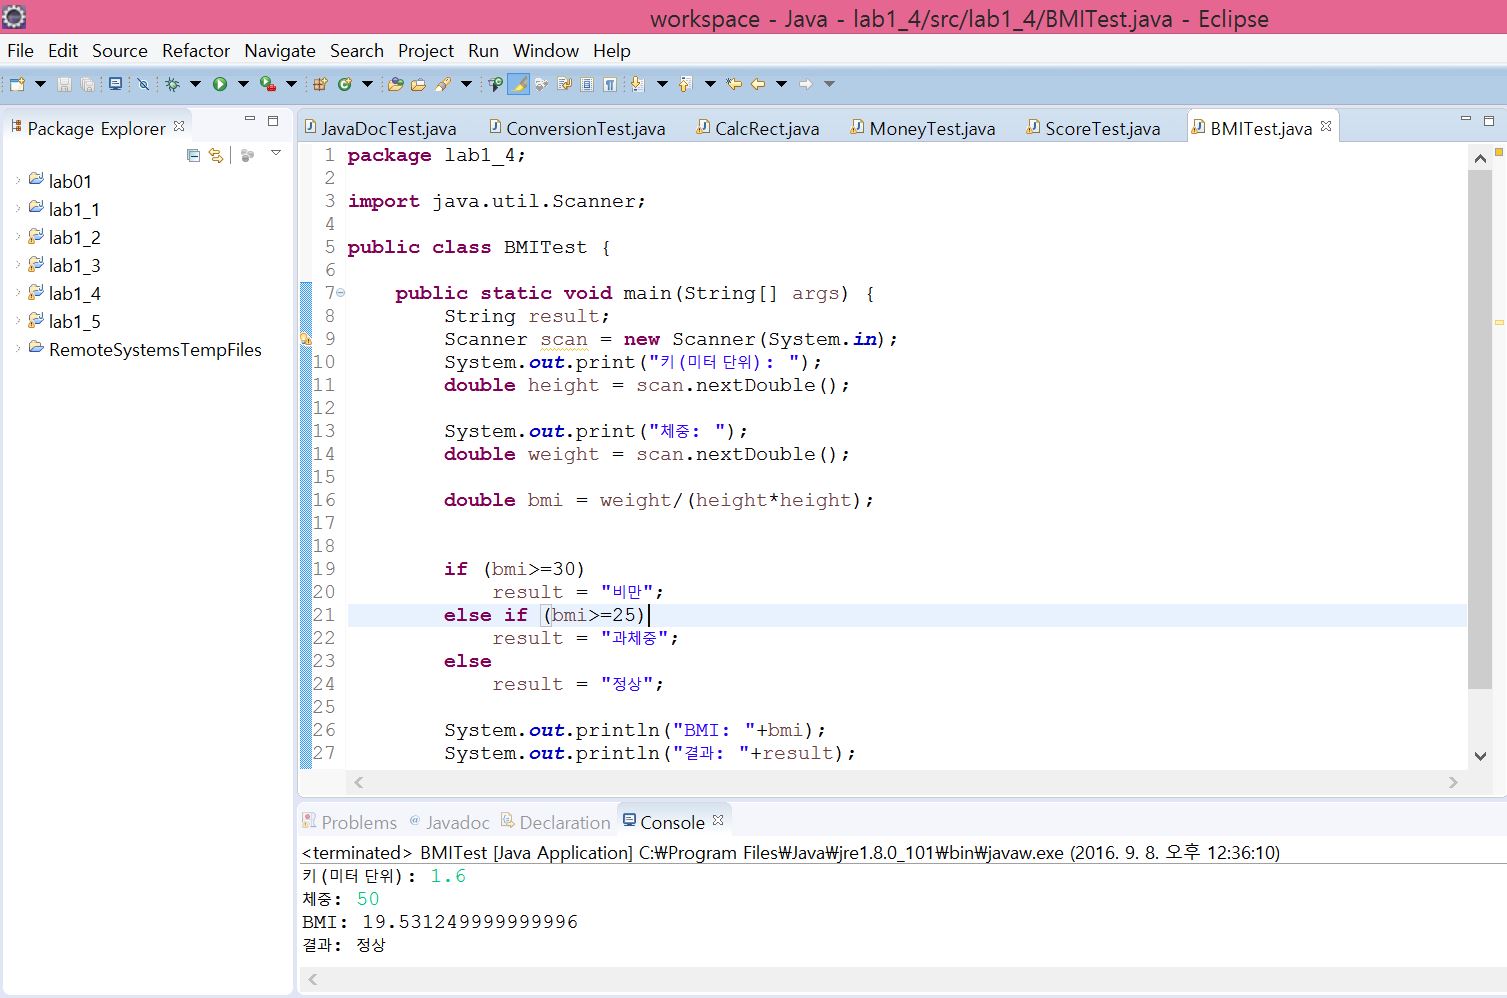 workspace - Java - lab1_4/src/lab1_4/BMITest.java - Eclipse
File Edit Source Refactor Navigate Search Project Run Window Help
Package Explorer
lab01
lab1_1
lab1_2
lab1_3
lab1_4
lab1_5
RemoteSystemsTempFiles
JavaDocTest.java ConversionTest.java CalcRect.java MoneyTest.java ScoreTest.java BMITest.java
1 package lab1_4;
2
3 import java.util.Scanner;
4
5 public class BMITest {
6
7     public static void main(String[] args) {
8         String result;
9         Scanner scan = new Scanner(System.in);
10         System.out.print("키(미터 단위): ");
11         double height = scan.nextDouble();
12
13         System.out.print("체중: ");
14         double weight = scan.nextDouble();
15
16         double bmi = weight/(height*height);
17
18
19         if (bmi>=30)
20             result = "비만";
21         else if (bmi>=25)
22             result = "과체중";
23         else
24             result = "정상";
25
26         System.out.println("BMI: "+bmi);
27         System.out.println("결과: "+result);
Problems @ Javadoc Declaration Console
<terminated> BMITest [Java Application] C:₩Program Files₩Java₩jre1.8.0_101₩bin₩javaw.exe (2016. 9. 8. 오후 12:36:10)
키(미터 단위): 1.6
체중: 50
BMI: 19.531249999999996
결과: 정상